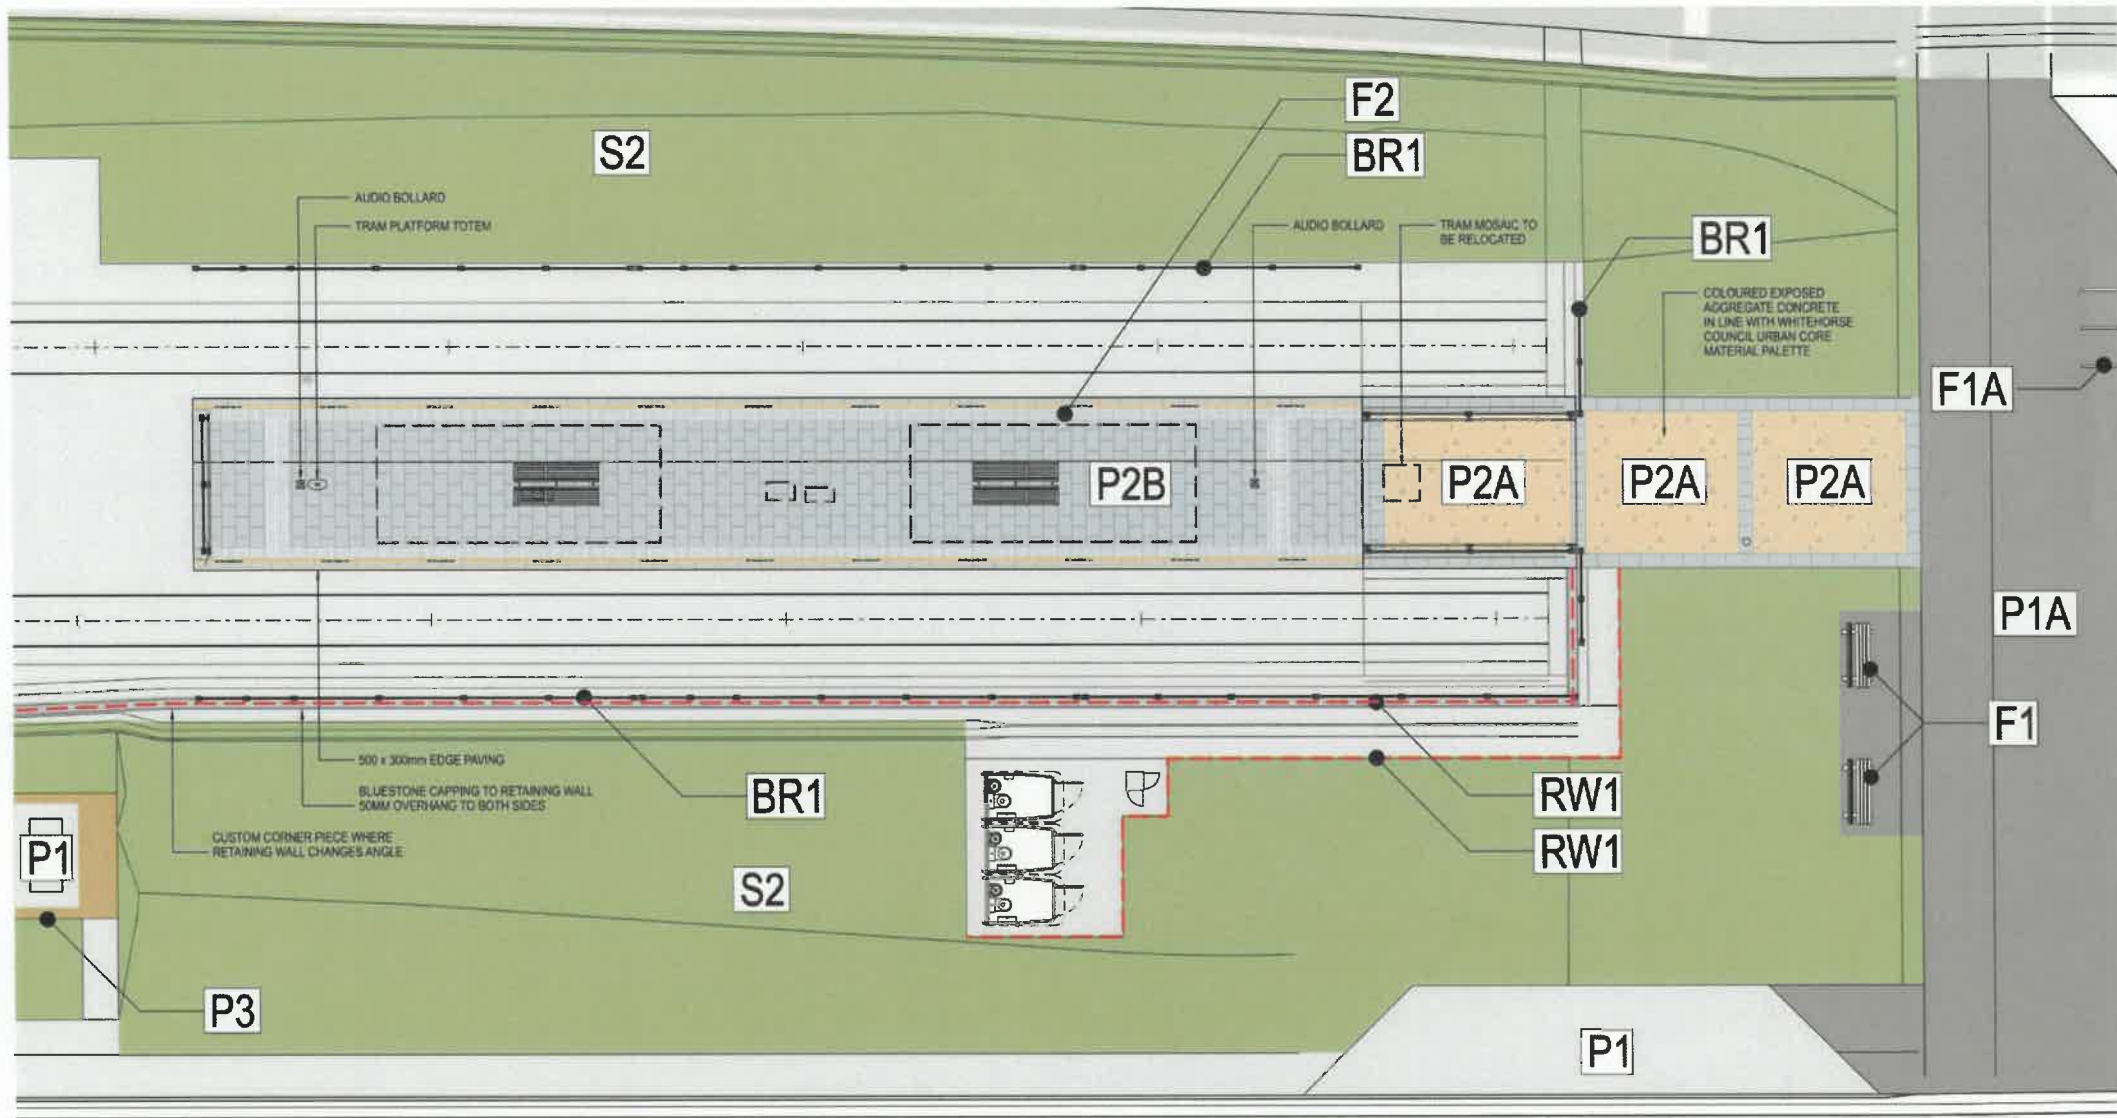 F2
S2
BR1
AUDIO BOLLARD
TRAM PLATFORM TOTEM
AUDIO BOLLARD
TRAM MOSAIC TO
BE RELOCATED
BR1
COLOURED EXPOSED
AGGREGATE CONCRETE
IN LINE WITH WHITEHORSE
COUNCIL URBAN CORE
MATERIAL PALETTE
F1A
P2B
P2A
P2A
P2A
P1A
F1
500 x 300mm EDGE PAVING
BLUESTONE CAPPING TO RETAINING WALL
50MM OVERHANG TO BOTH SIDES
BR1
RW1
CUSTOM CORNER PIECE WHERE
RETAINING WALL CHANGES ANGLE
P1
RW1
S2
P3
P1